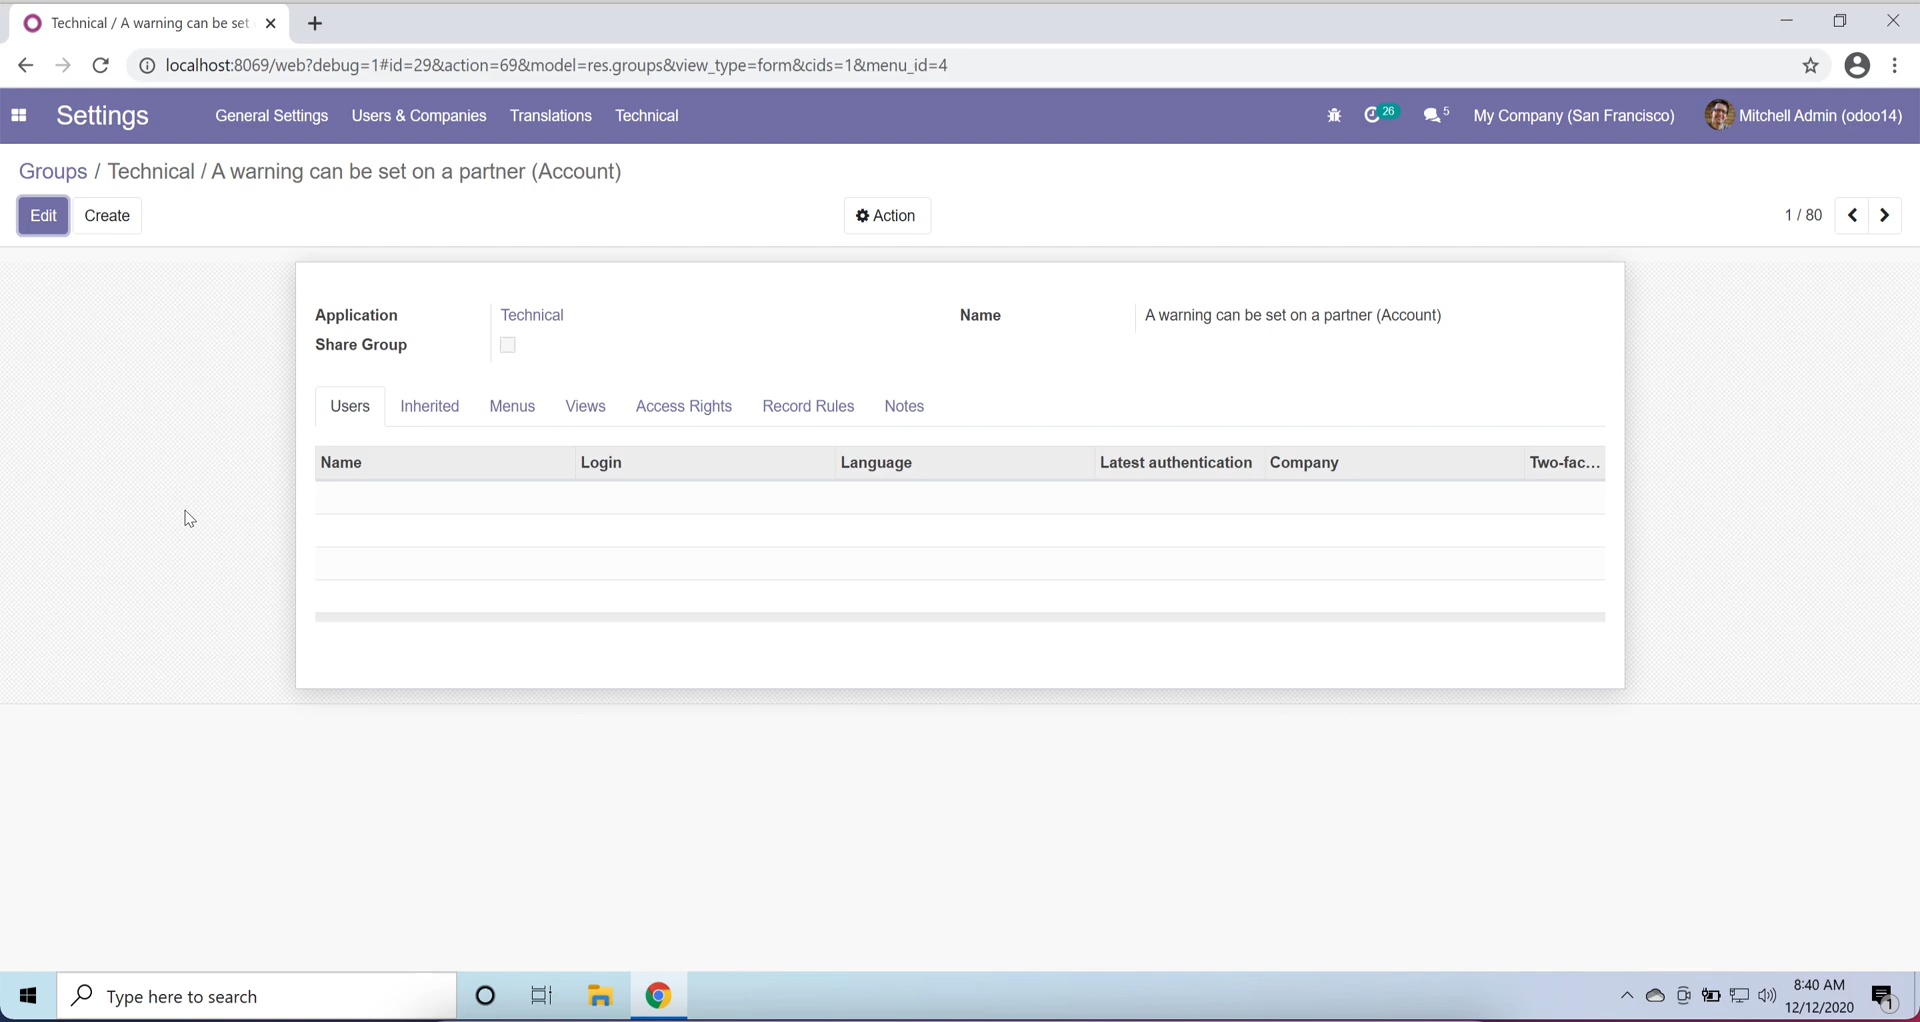 Technical / A warning can be set
localhost:8069/web?debug=1#id=29&action=69&model=res.groups&view_type=form&cids=1&menu_id=4
Settings
General Settings
Users & Companies
Translations
Technical
26
5
My Company (San Francisco)
Mitchell Admin (odoo14)
Groups / Technical / A warning can be set on a partner (Account)
Edit
Create
Action
1 / 80
Application
Technical
Name
A warning can be set on a partner (Account)
Share Group
Users
Inherited
Menus
Views
Access Rights
Record Rules
Notes
Name
Login
Language
Latest authentication
Company
Two-fac...
Type here to search
8:40 AM
12/12/2020
1